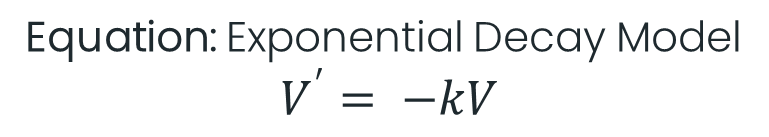 Equation: Exponential Decay Model
V′ = −kV